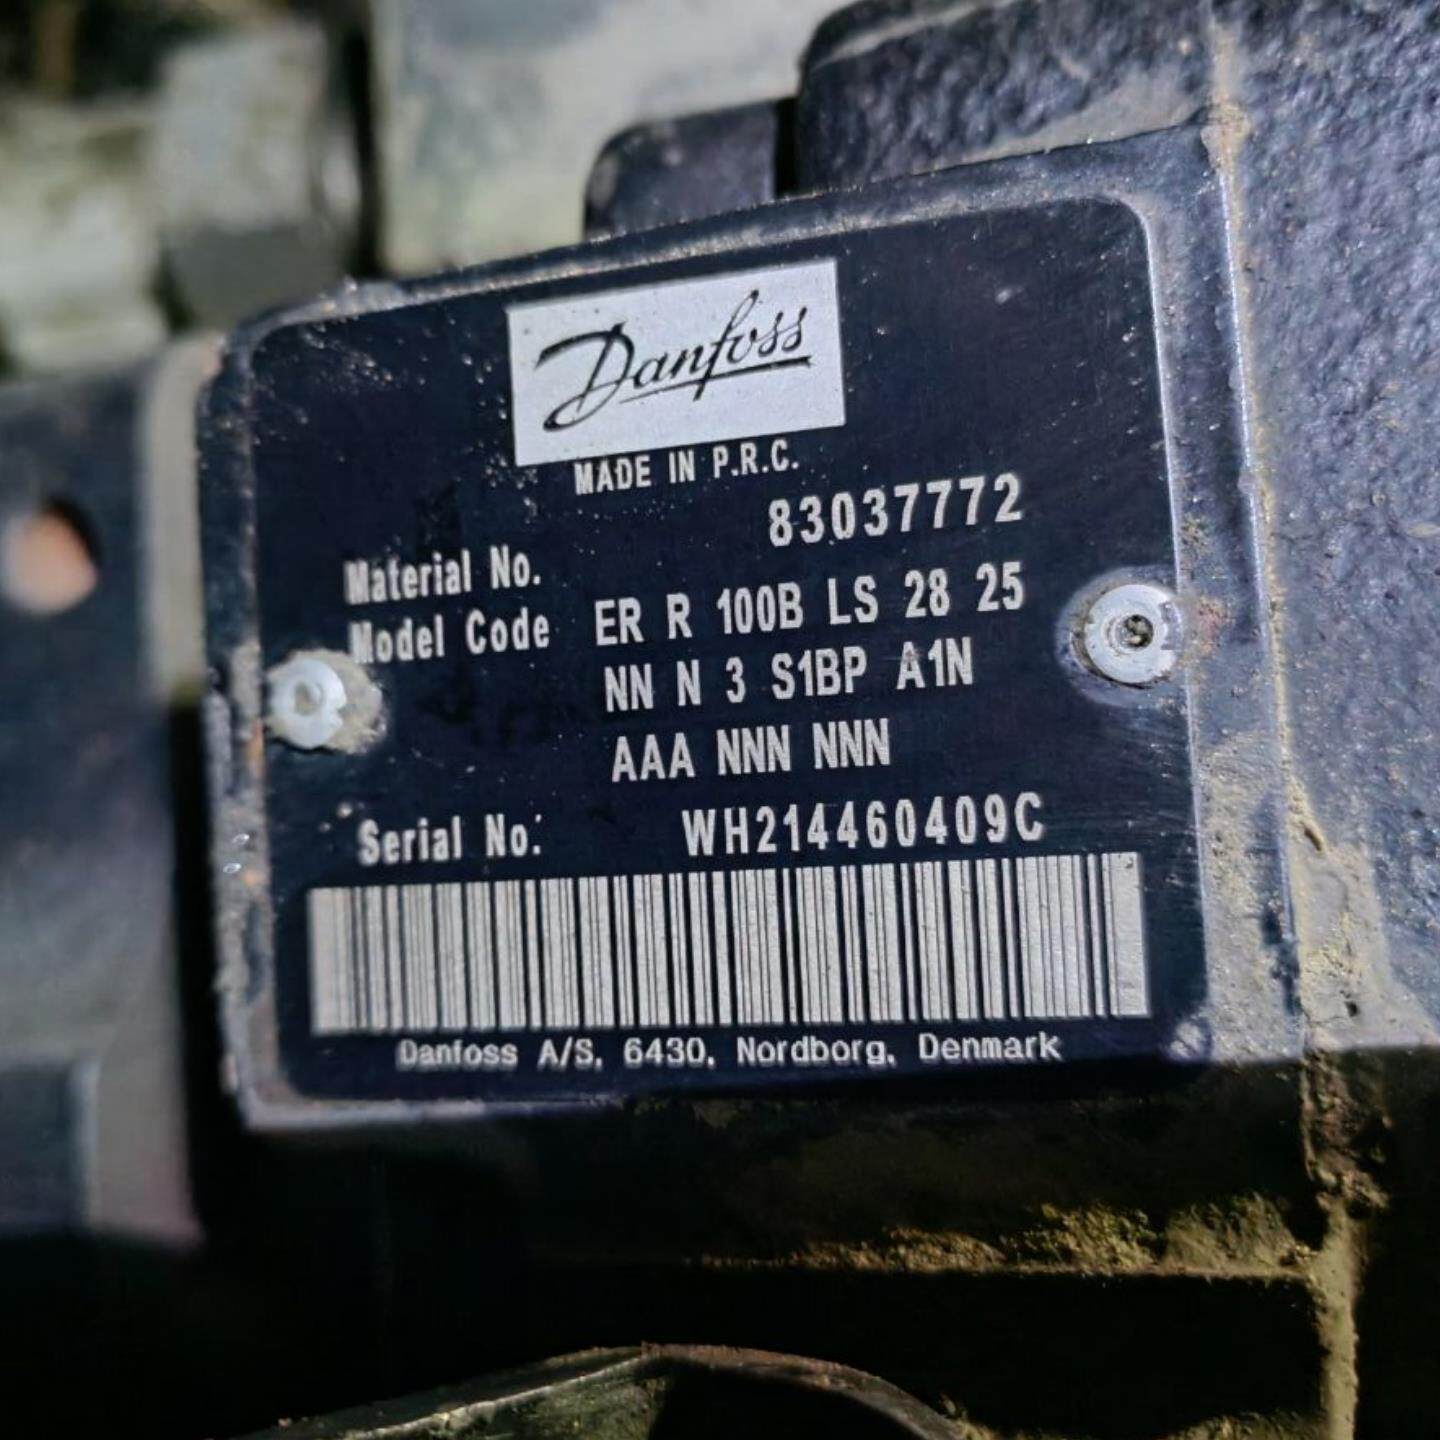 Danfoss
MADE IN P.R.C.
Material No. 83037772
Model Code ER R 100B LS 28 25
NN N 3 S1BP A1N
AAA NNN NNN
Serial No. WH214460409C
Danfoss A/S, 6430, Nordborg, Denmark